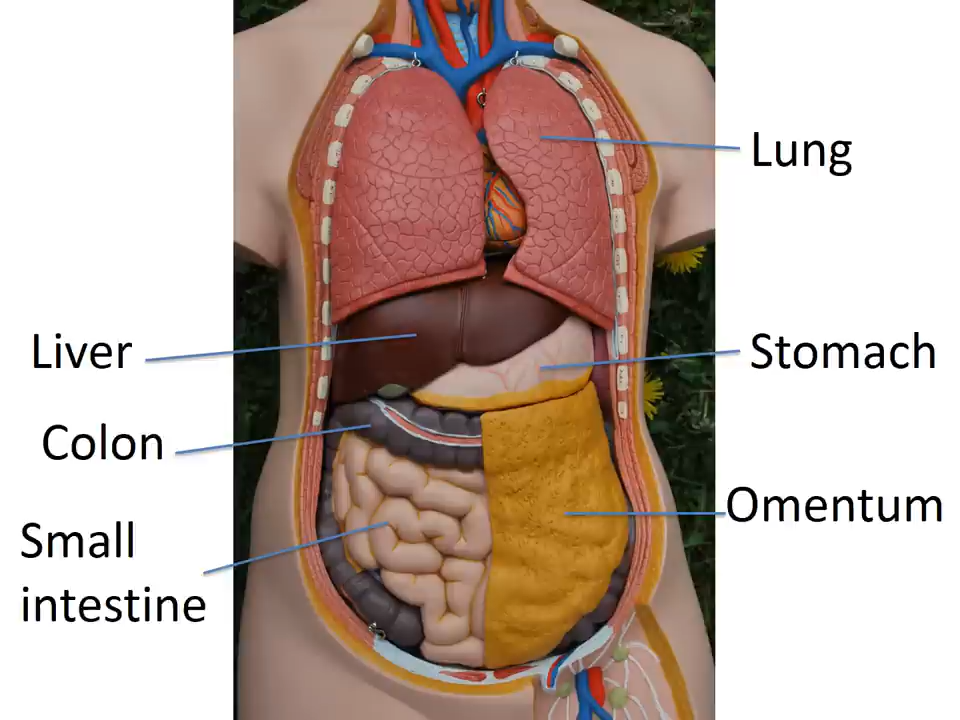 Lung
Liver
Stomach
Colon
Omentum
Small
intestine